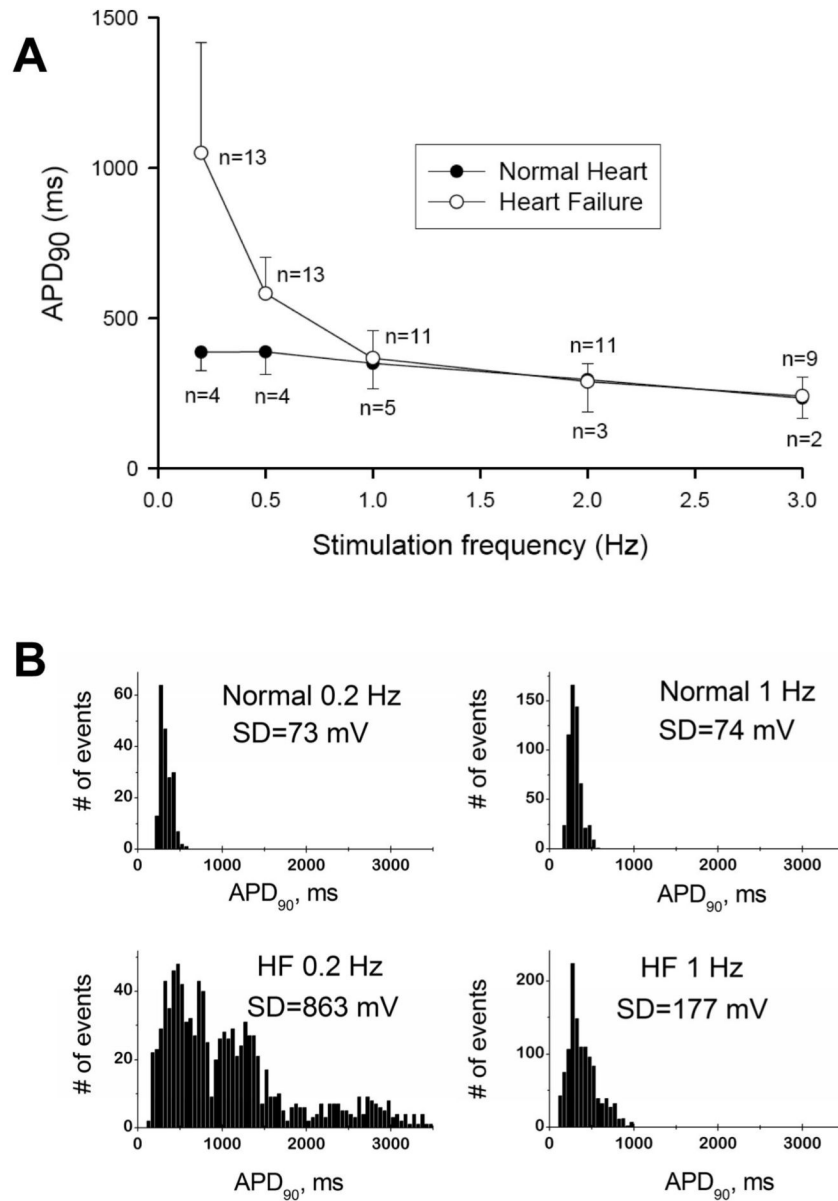 A
1500
1000
500
0
APD90 (ms)
n=13
n=13
n=11
n=11
n=9
n=4
n=4
n=5
n=3
n=2
Normal Heart
Heart Failure
0.0 0.5 1.0 1.5 2.0 2.5 3.0
Stimulation frequency (Hz)
B
Normal 0.2 Hz
SD=73 mV
# of events
60
40
20
0
1000 2000 3000
APD90, ms
Normal 1 Hz
SD=74 mV
# of events
150
100
50
0
0 1000 2000 3000
APD90, ms
HF 0.2 Hz
SD=863 mV
# of events
40
20
0
0 1000 2000 3000
APD90, ms
HF 1 Hz
SD=177 mV
# of events
200
100
0
0 1000 2000 3000
APD90, ms